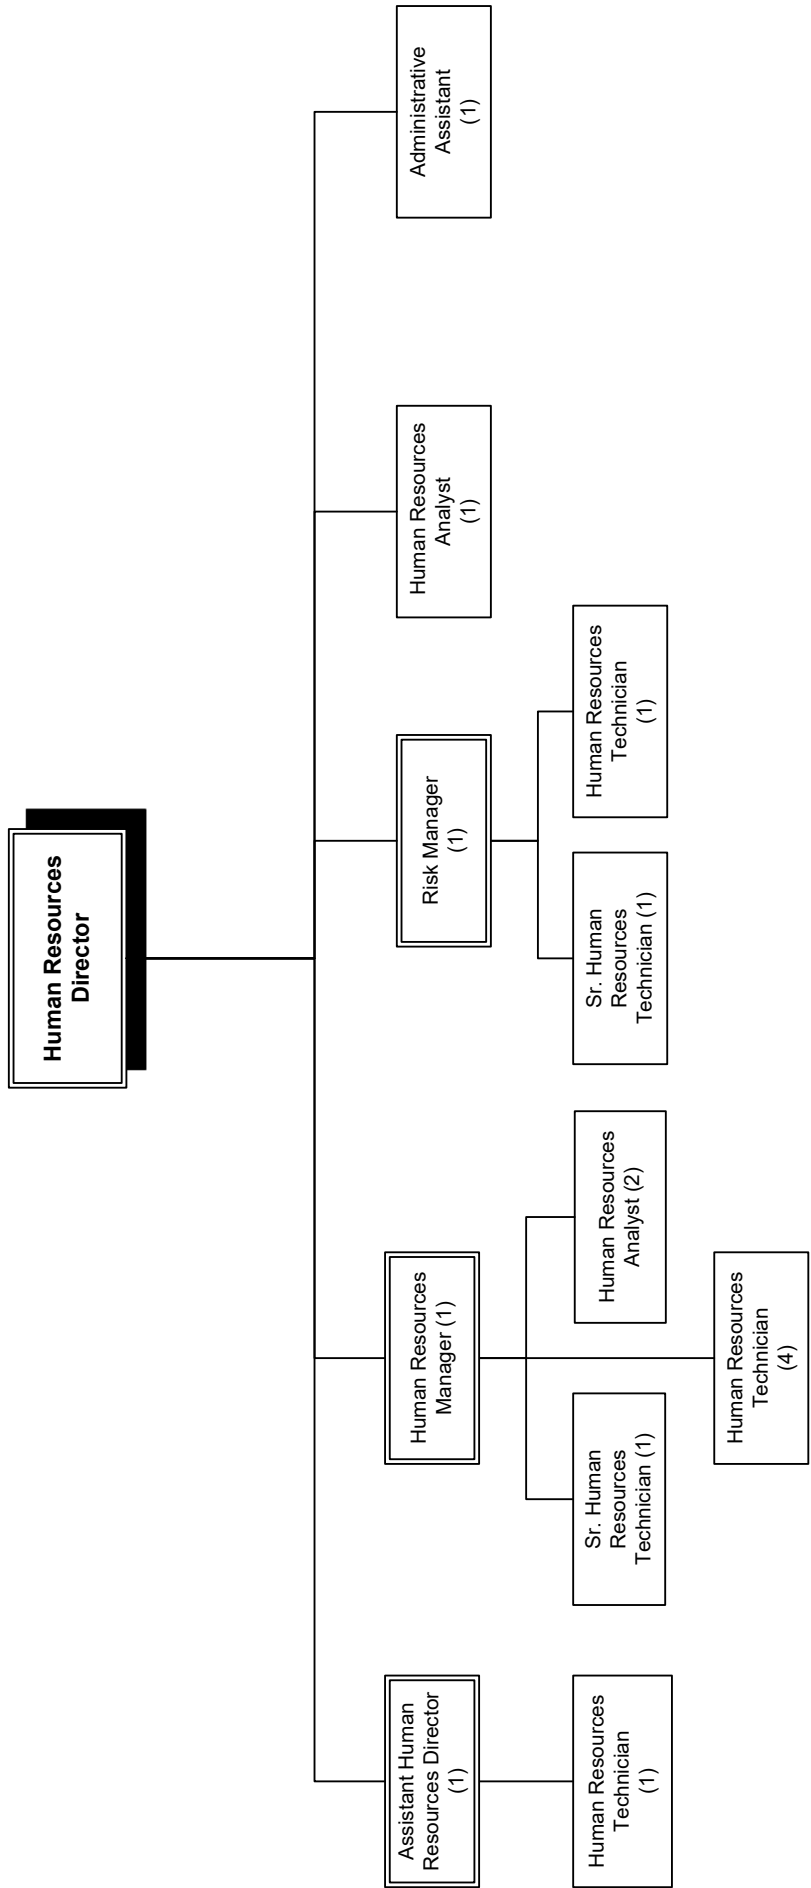 Human Resources
Director
Assistant Human
Resources Director
(1)
Human Resources
Manager (1)
Risk Manager
(1)
Human Resources
Analyst
(1)
Administrative
Assistant
(1)
Human Resources
Technician
(1)
Sr. Human
Resources
Technician (1)
Human Resources
Analyst (2)
Sr. Human
Resources
Technician (1)
Human Resources
Technician
(1)
Human Resources
Technician
(4)